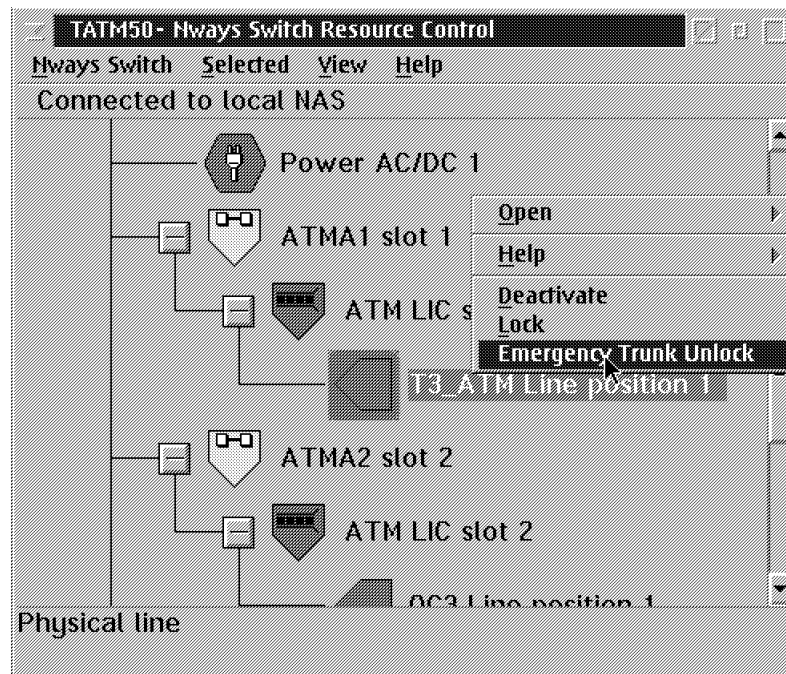 TATM50 - Nways Switch Resource Control
Nways Switch Selected View Help
Connected to local NAS
Power AC/DC 1
ATMA1 slot 1
Open
Help
ATM LIC s
Deactivate
Lock
Emergency Trunk Unlock
T3_ATM Line position 1
ATMA2 slot 2
ATM LIC slot 2
OC3 Line position 1
Physical line